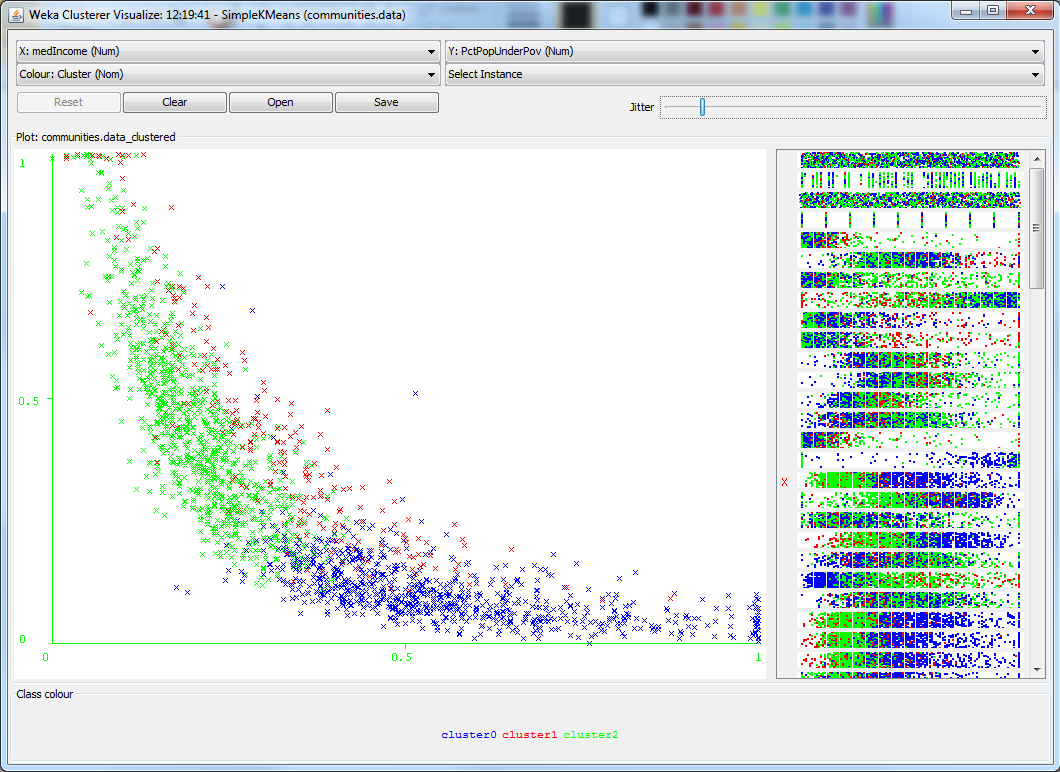 Weka Clusterer Visualize: 12:19:41 - SimpleKMeans (communities.data)
X: medIncome (Num) Y: PctPopUnderPov (Num)
Colour: Cluster (Nom) Select Instance
Reset Clear Open Save Jitter
Plot: communities.data_clustered
1
0.5
X
0
0 0.5 1
Class colour
cluster0 cluster1 cluster2